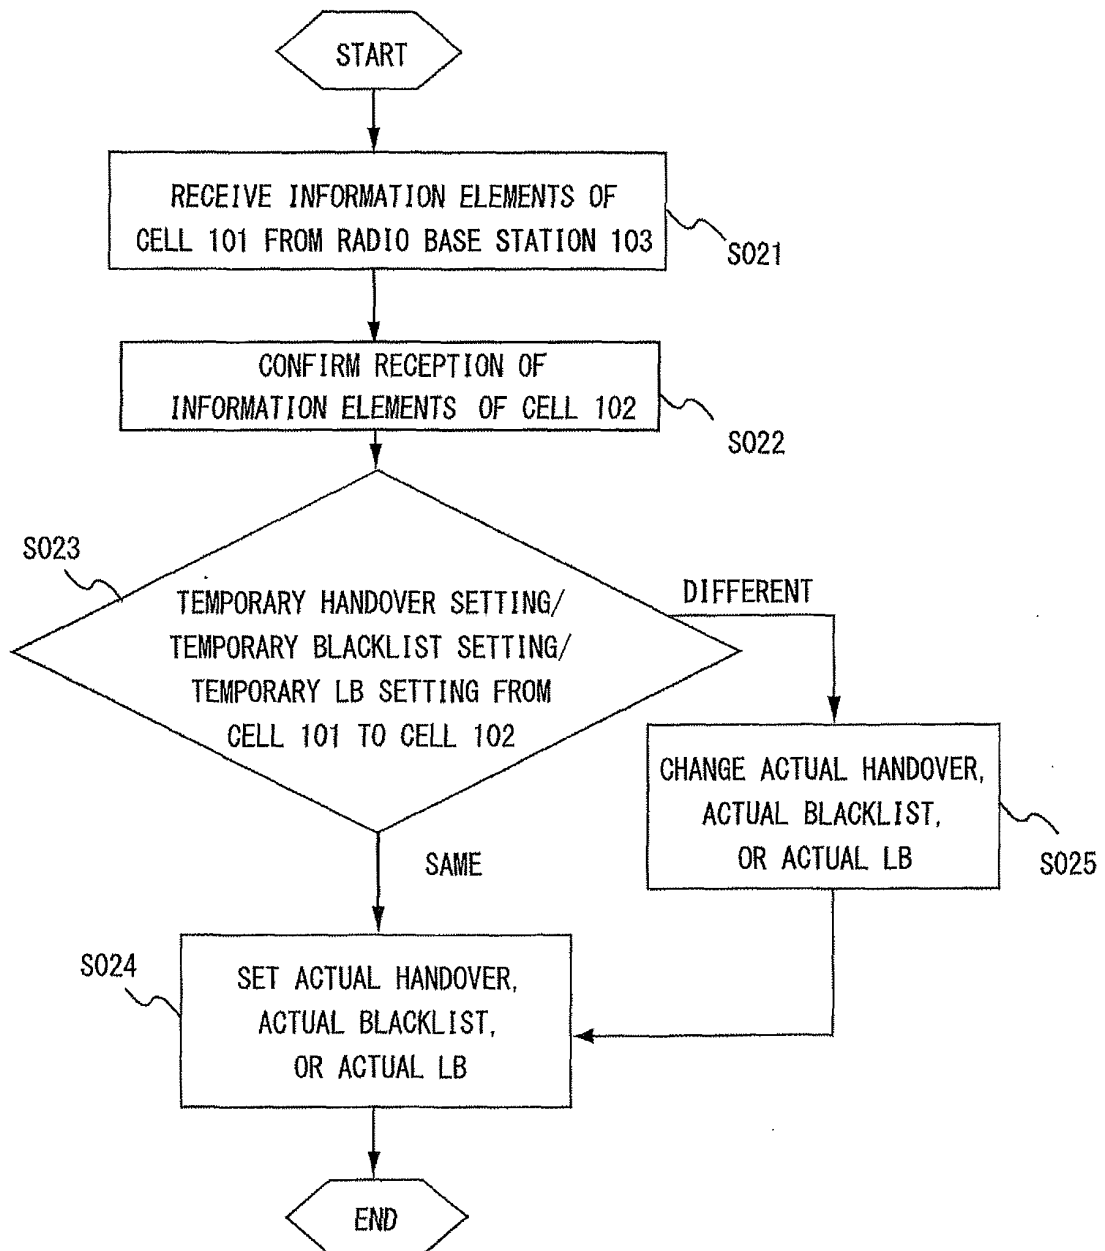 START
RECEIVE INFORMATION ELEMENTS OF
CELL 101 FROM RADIO BASE STATION 103
S021
CONFIRM RECEPTION OF
INFORMATION ELEMENTS OF CELL 102
S022
S023
TEMPORARY HANDOVER SETTING/
TEMPORARY BLACKLIST SETTING/
TEMPORARY LB SETTING FROM
CELL 101 TO CELL 102
DIFFERENT
CHANGE ACTUAL HANDOVER,
ACTUAL BLACKLIST,
OR ACTUAL LB
S025
SAME
S024
SET ACTUAL HANDOVER,
ACTUAL BLACKLIST,
OR ACTUAL LB
END